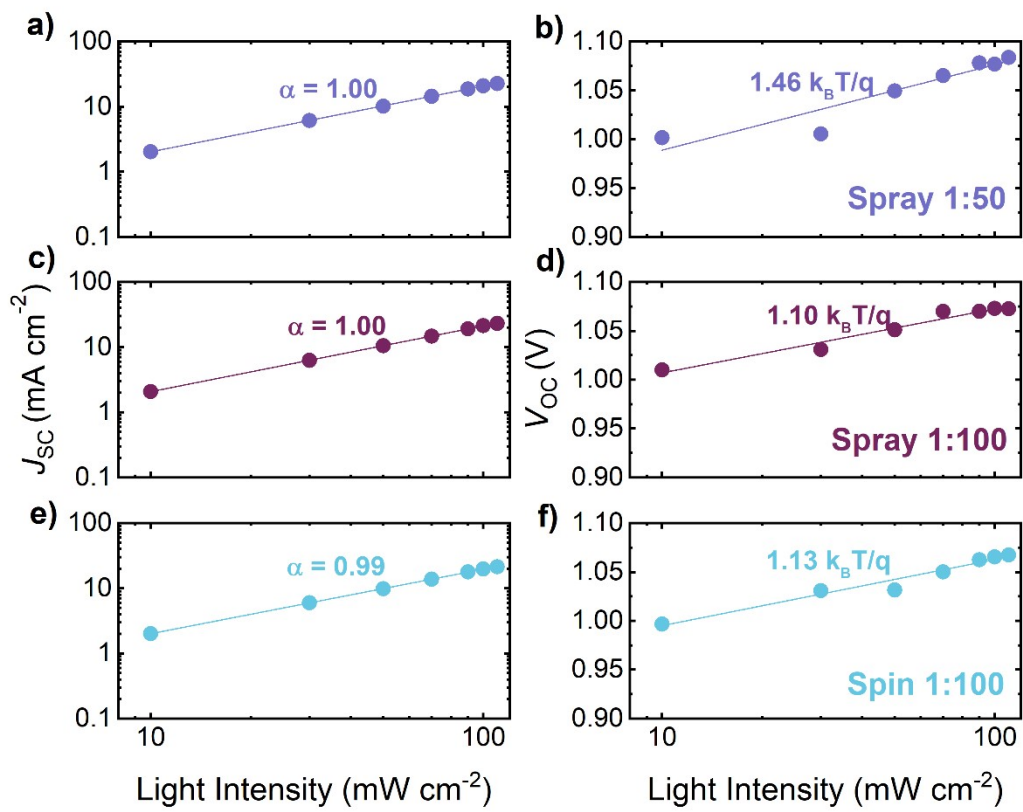 a)
100
10
1
0.1
α = 1.00
b)
1.10
1.05
1.00
0.95
0.90
1.46 k_BT/q
Spray 1:50
c)
100
10
1
0.1
α = 1.00
J_SC (mA cm⁻²)
d)
1.10
1.05
1.00
0.95
0.90
1.10 k_BT/q
Spray 1:100
V_OC (V)
e)
100
10
1
0.1
α = 0.99
10
100
Light Intensity (mW cm⁻²)
f)
1.10
1.05
1.00
0.95
0.90
1.13 k_BT/q
Spin 1:100
10
100
Light Intensity (mW cm⁻²)